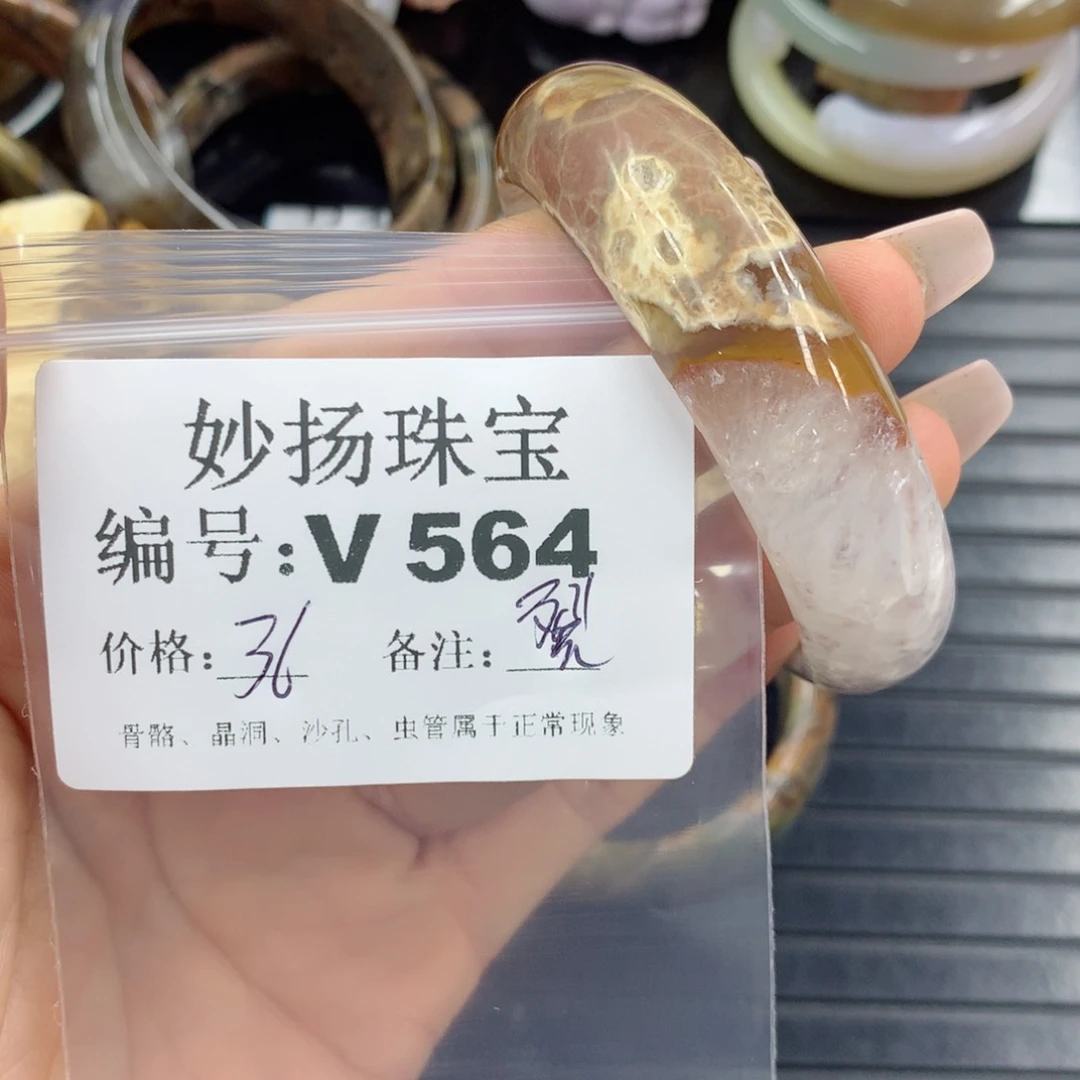 妙扬珠宝
编号:V 564
价格: 36
备注:
骨骼、晶洞、沙孔、虫管属于正常现象